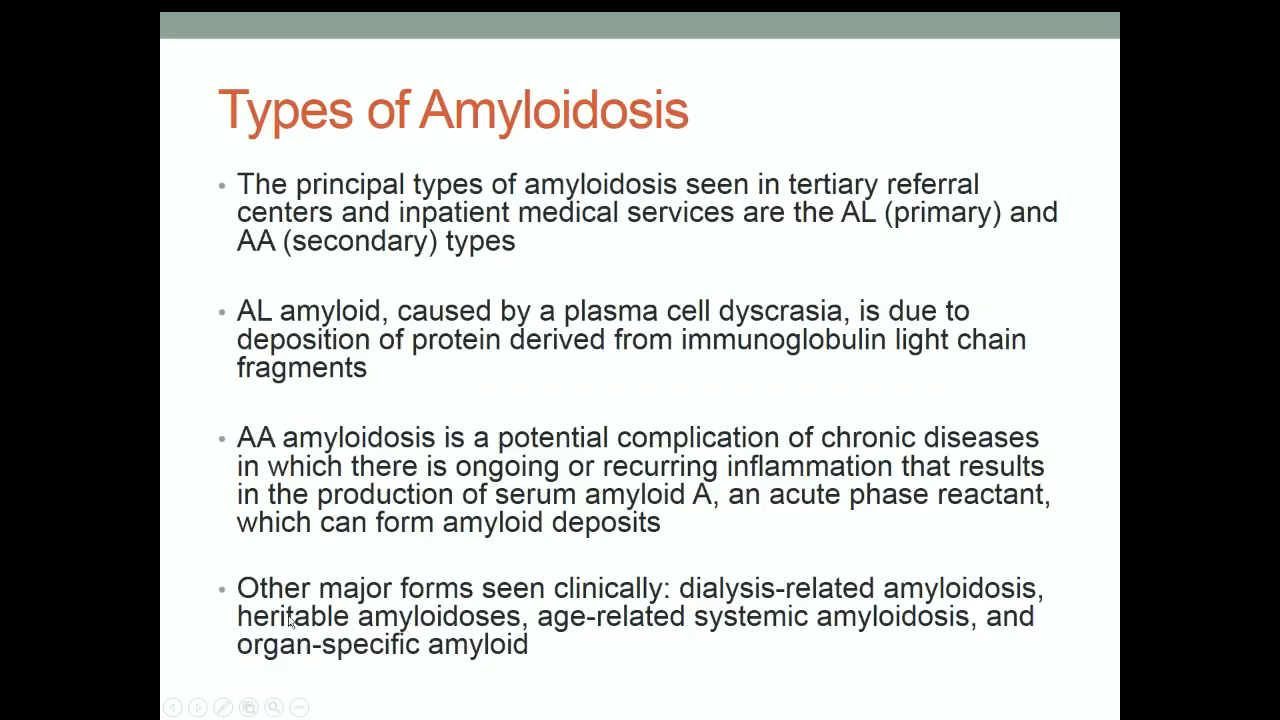 Types of Amyloidosis
• The principal types of amyloidosis seen in tertiary referral
centers and inpatient medical services are the AL (primary) and
AA (secondary) types
• AL amyloid, caused by a plasma cell dyscrasia, is due to
deposition of protein derived from immunoglobulin light chain
fragments
• AA amyloidosis is a potential complication of chronic diseases
in which there is ongoing or recurring inflammation that results
in the production of serum amyloid A, an acute phase reactant,
which can form amyloid deposits
• Other major forms seen clinically: dialysis-related amyloidosis,
heritable amyloidoses, age-related systemic amyloidosis, and
organ-specific amyloid